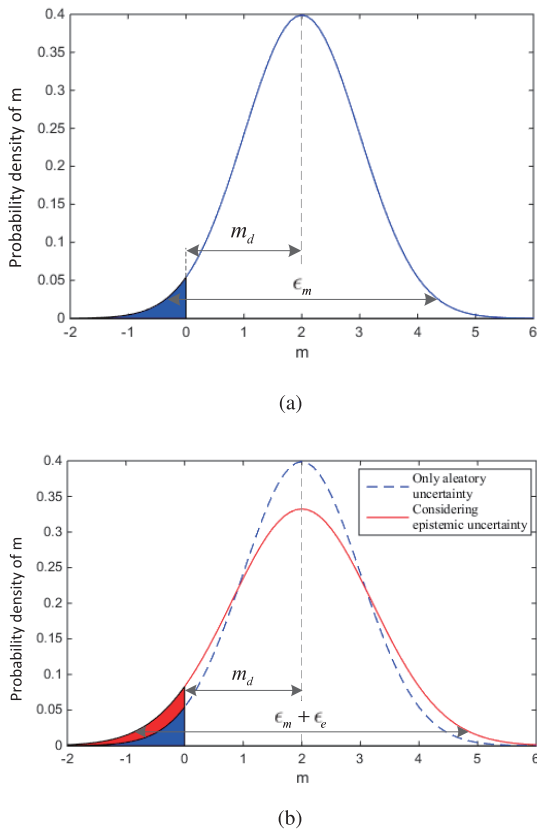 0.4
0.35
0.3
0.25
0.2
0.15
0.1
0.05
0
Probability density of m
m_d
ϵ_m
-2 -1 0 1 2 3 4 5 6
m
(a)
0.4
0.35
0.3
0.25
0.2
0.15
0.1
0.05
0
Probability density of m
Only aleatory
uncertainty
Considering
epistemic uncertainty
m_d
ϵ_m + ϵ_e
-2 -1 0 1 2 3 4 5 6
m
(b)